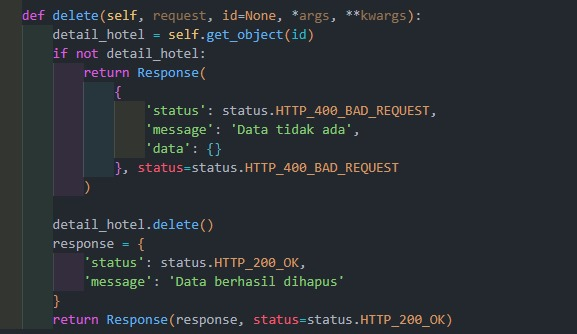 def delete(self, request, id=None, *args, **kwargs):
    detail_hotel = self.get_object(id)
    if not detail_hotel:
        return Response(
            {
                'status': status.HTTP_400_BAD_REQUEST,
                'message': 'Data tidak ada',
                'data': {}
            }, status=status.HTTP_400_BAD_REQUEST
        )

    detail_hotel.delete()
    response = {
        'status': status.HTTP_200_OK,
        'message': 'Data berhasil dihapus'
    }
    return Response(response, status=status.HTTP_200_OK)